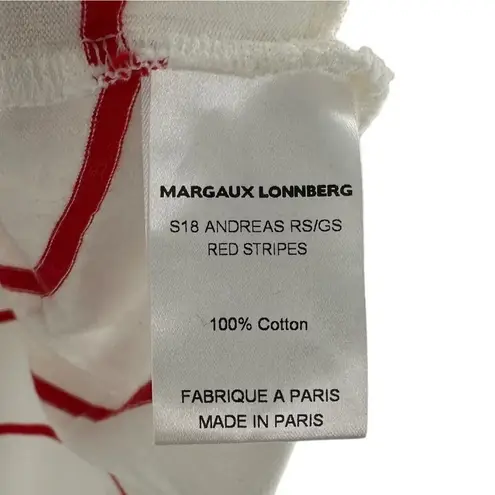 MARGAUX LONNBERG
S18 ANDREAS RS/GS
RED STRIPES
100% Cotton
FABRIQUE A PARIS
MADE IN PARIS